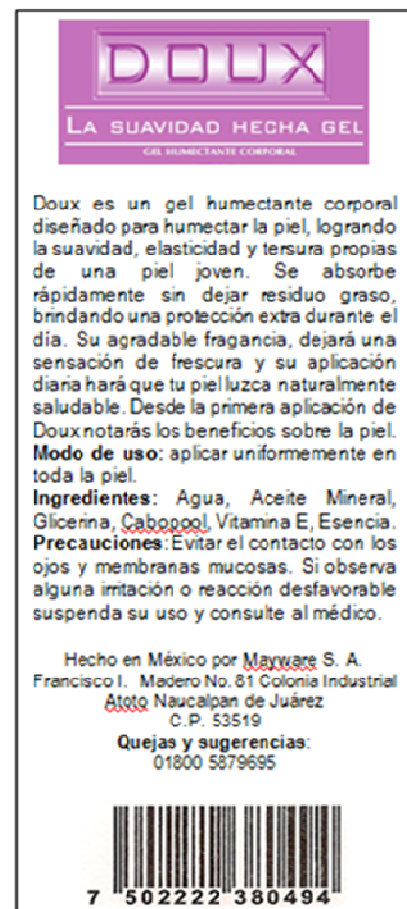 DOUX
LA SUAVIDAD HECHA GEL
GEL HUMECTANTE CORPORAL
Doux es un gel humectante corporal
diseñado para humectar la piel, logrando
la suavidad, elasticidad y tersura propias
de una piel joven. Se absorbe
rápidamente sin dejar residuo graso,
brindando una protección extra durante el
día. Su agradable fragancia, dejará una
sensación de frescura y su aplicación
diaria hará que tu piel luzca naturalmente
saludable. Desde la primera aplicación de
Doux notarás los beneficios sobre la piel.
Modo de uso: aplicar uniformemente en
toda la piel.
Ingredientes: Agua, Aceite Mineral,
Glicerina, Cabopool, Vitamina E, Esencia.
Precauciones: Evitar el contacto con los
ojos y membranas mucosas. Si observa
alguna irritación o reacción desfavorable
suspenda su uso y consulte al médico.
Hecho en México por Mayware S. A.
Francisco I. Madero No. 81 Colonia Industrial
Atoto Naucalpan de Juárez
C.P. 53519
Quejas y sugerencias:
01800 5879695
7 502222 380494